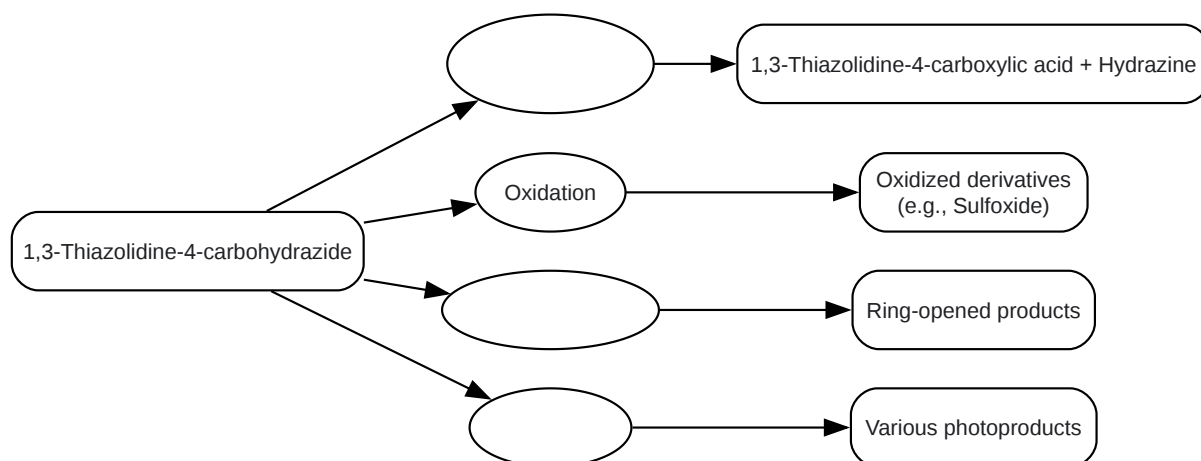 1,3-Thiazolidine-4-carboxylic acid + Hydrazine
Oxidation
Oxidized derivatives
(e.g., Sulfoxide)
1,3-Thiazolidine-4-carbohydrazide
Ring-opened products
Various photoproducts